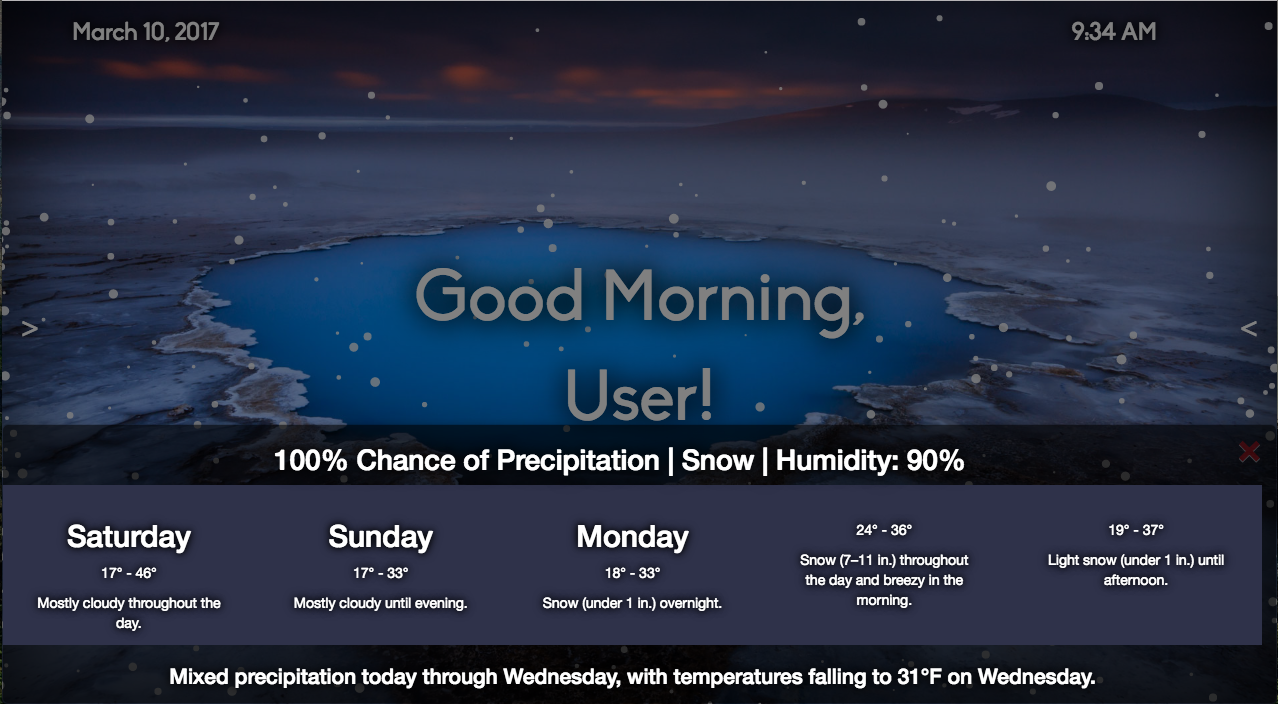 March 10, 2017
9:34 AM
Good Morning,
User!
>
<
100% Chance of Precipitation | Snow | Humidity: 90%
Saturday
17° - 46°
Mostly cloudy throughout the
day.
Sunday
17° - 33°
Mostly cloudy until evening.
Monday
18° - 33°
Snow (under 1 in.) overnight.
24° - 36°
Snow (7–11 in.) throughout
the day and breezy in the
morning.
19° - 37°
Light snow (under 1 in.) until
afternoon.
Mixed precipitation today through Wednesday, with temperatures falling to 31°F on Wednesday.